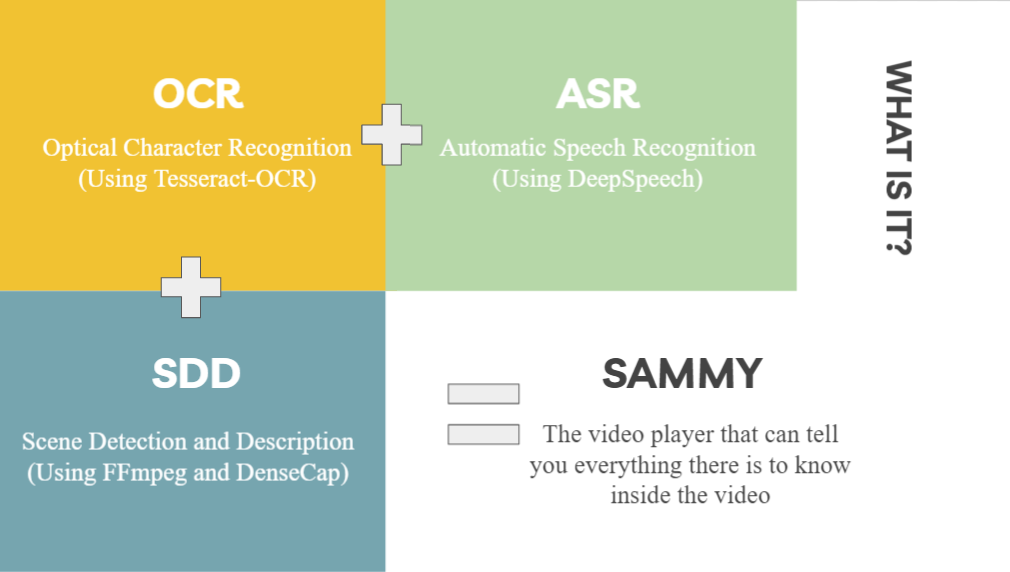 OCR
Optical Character Recognition
(Using Tesseract-OCR)
ASR
Automatic Speech Recognition
(Using DeepSpeech)
WHAT IS IT?
SDD
Scene Detection and Description
(Using FFmpeg and DenseCap)
SAMMY
The video player that can tell
you everything there is to know
inside the video